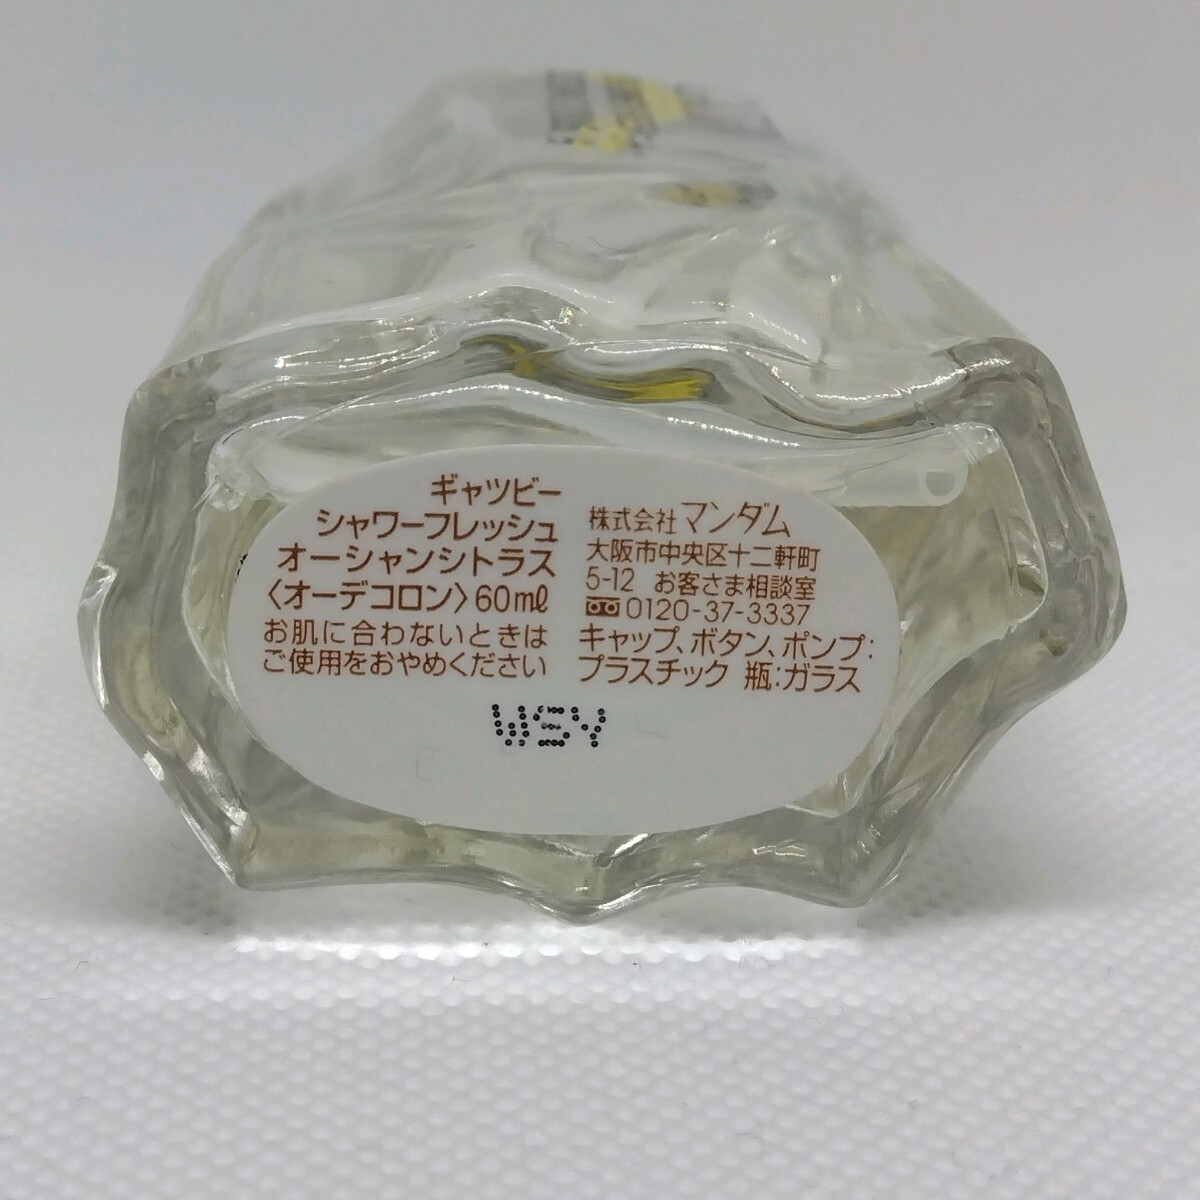 ギャツビー
シャワーフレッシュ
オーシャンシトラス
〈オーデコロン〉60mℓ
お肌に合わないときは
ご使用をおやめください
株式会社マンダム
大阪市中央区十二軒町
5-12 お客さま相談室
0120-37-3337
キャップ、ボタン、ポンプ:
プラスチック 瓶:ガラス
WSY